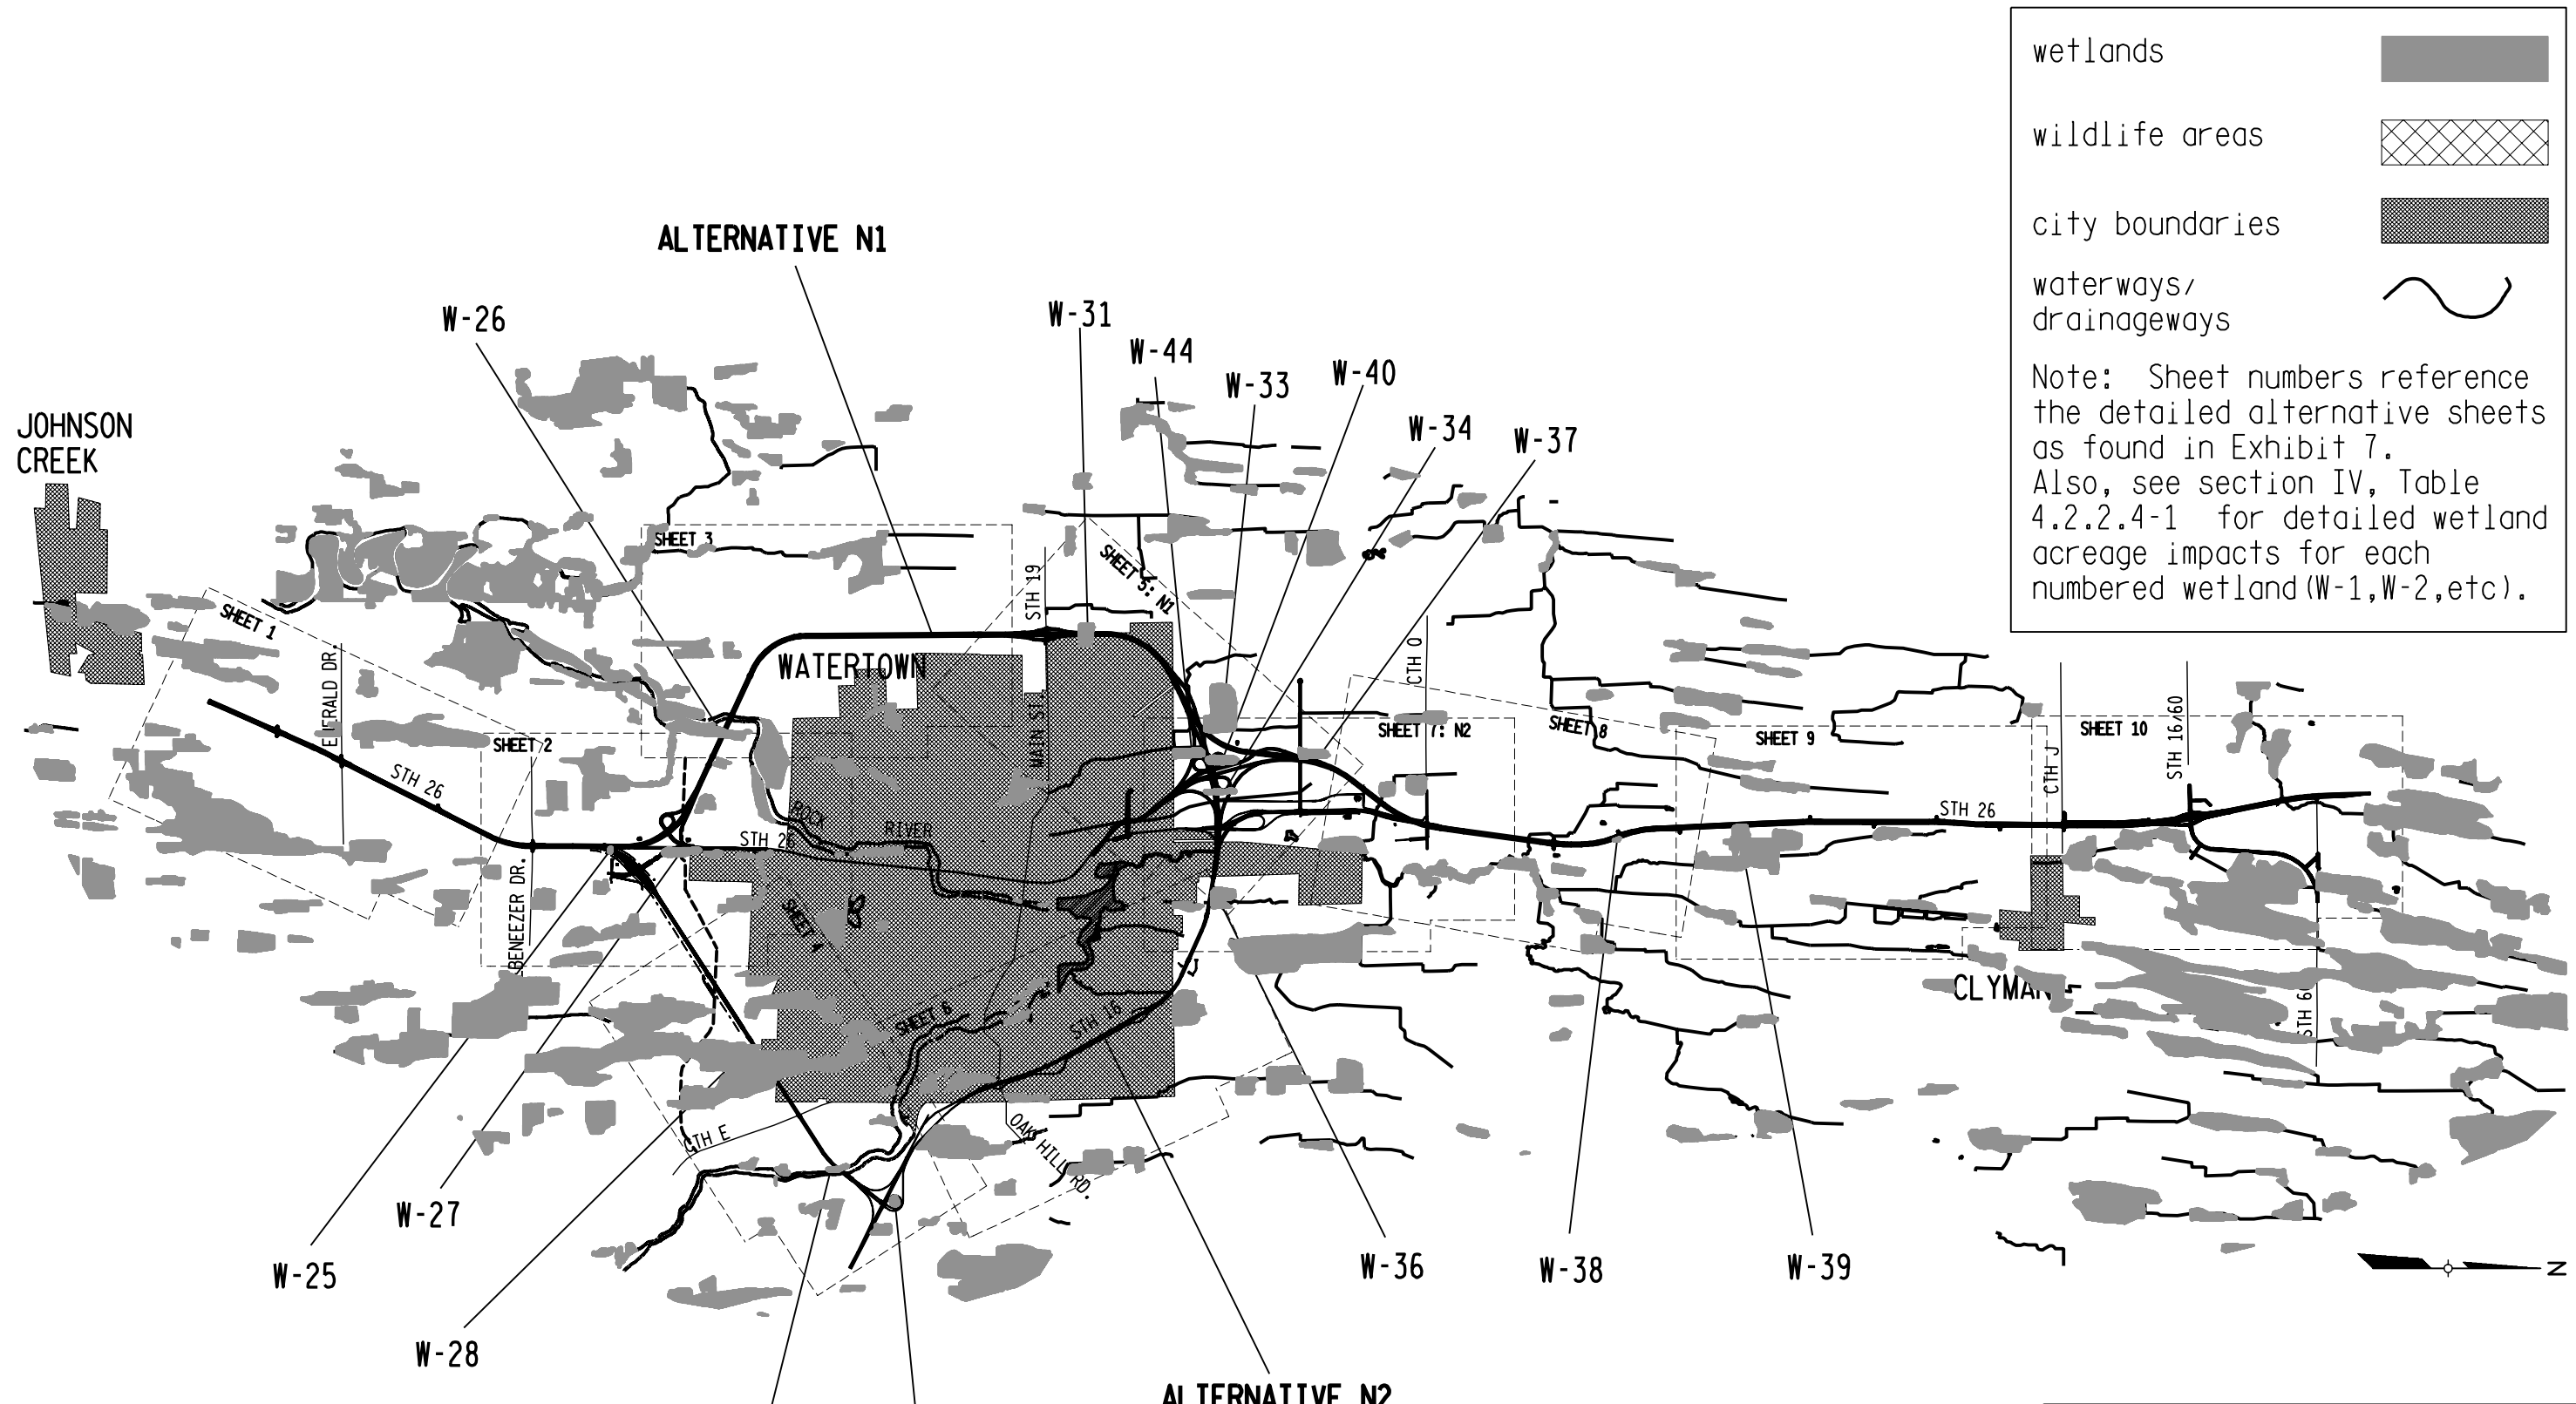 wetlands
wildlife areas
city boundaries
waterways/
drainageways
Note: Sheet numbers reference
the detailed alternative sheets
as found in Exhibit 7.
Also, see section IV, Table
4.2.2.4-1 for detailed wetland
acreage impacts for each
numbered wetland (W-1,W-2,etc).
ALTERNATIVE N1
W-26
W-31
W-44
W-33
W-40
W-34
W-37
JOHNSON
CREEK
SHEET 1
SHEET 3
STH 19
SHEET 5: N1
WATERTOWN
DR.
CTH O
MAIN ST.
SHEET 2
SHEET 7: N2
SHEET 8
SHEET 9
SHEET 10
STH 16/60
CTH J
STH 26
STH 26
ROCK
RIVER
STH 26
EBENEEZER DR.
SHEET 4
SHEET 6
STH 16
CLYMAN
STH 60
CTH E
OAK HILL RD.
W-27
W-25
W-28
W-36
W-38
W-39
N
ALTERNATIVE N2